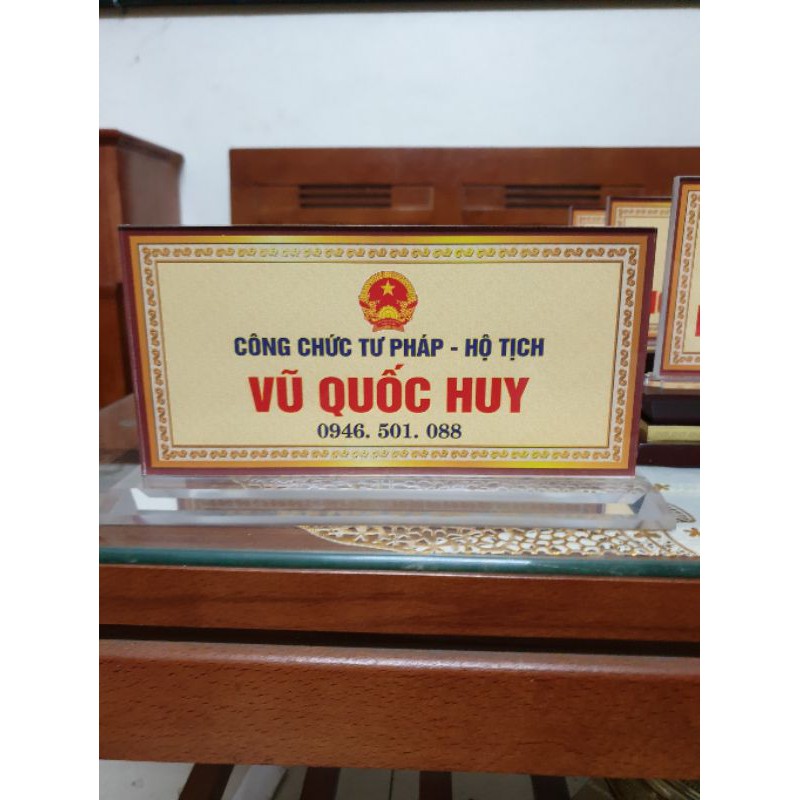 CÔNG CHỨC TƯ PHÁP - HỘ TỊCH
VŨ QUỐC HUY
0946. 501. 088